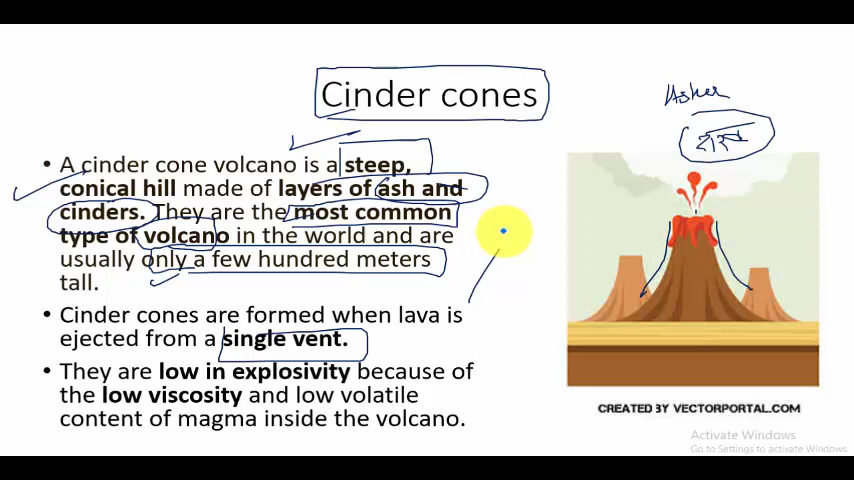 Cinder cones
• A cinder cone volcano is a steep,
conical hill made of layers of ash and
cinders. They are the most common
type of volcano in the world and are
usually only a few hundred meters
tall.
• Cinder cones are formed when lava is
ejected from a single vent.
• They are low in explosivity because of
the low viscosity and low volatile
content of magma inside the volcano.
CREATED BY VECTORPORTAL.COM
Activate Windows
Go to Settings to activate Windows.